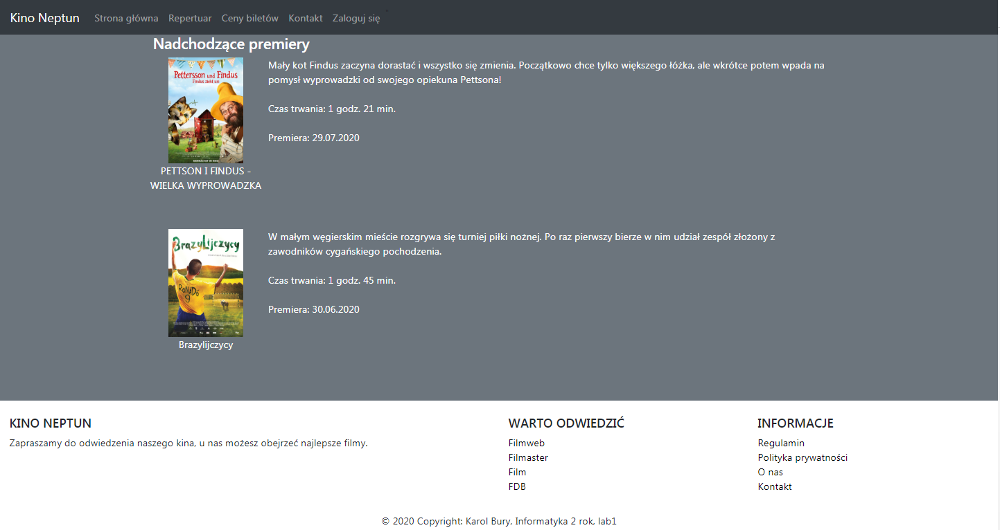 Kino Neptun Strona główna Repertuar Ceny biletów Kontakt Zaloguj się
Nadchodzące premiery
Pettersson und Findus
Findus zieht um
Mały kot Findus zaczyna dorastać i wszystko się zmienia. Początkowo chce tylko większego łóżka, ale wkrótce potem wpada na
pomysł wyprowadzki od swojego opiekuna Pettsona!
Czas trwania: 1 godz. 21 min.
Premiera: 29.07.2020
PETTSON I FINDUS -
WIELKA WYPROWADZKA
BrazyLijczycy
RONALDÓ
9
W małym węgierskim mieście rozgrywa się turniej piłki nożnej. Po raz pierwszy bierze w nim udział zespół złożony z
zawodników cygańskiego pochodzenia.
Czas trwania: 1 godz. 45 min.
Premiera: 30.06.2020
Brazylijczycy
KINO NEPTUN
Zapraszamy do odwiedzenia naszego kina, u nas możesz obejrzeć najlepsze filmy.
WARTO ODWIEDZIĆ
Filmweb
Filmaster
Film
FDB
INFORMACJE
Regulamin
Polityka prywatności
O nas
Kontakt
© 2020 Copyright: Karol Bury, Informatyka 2 rok, lab1